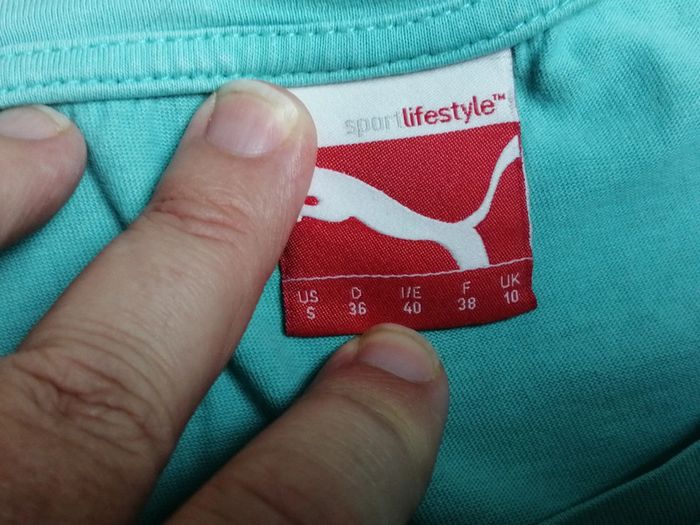 sportlifestyle™
US D I/E F UK
S 36 40 38 10